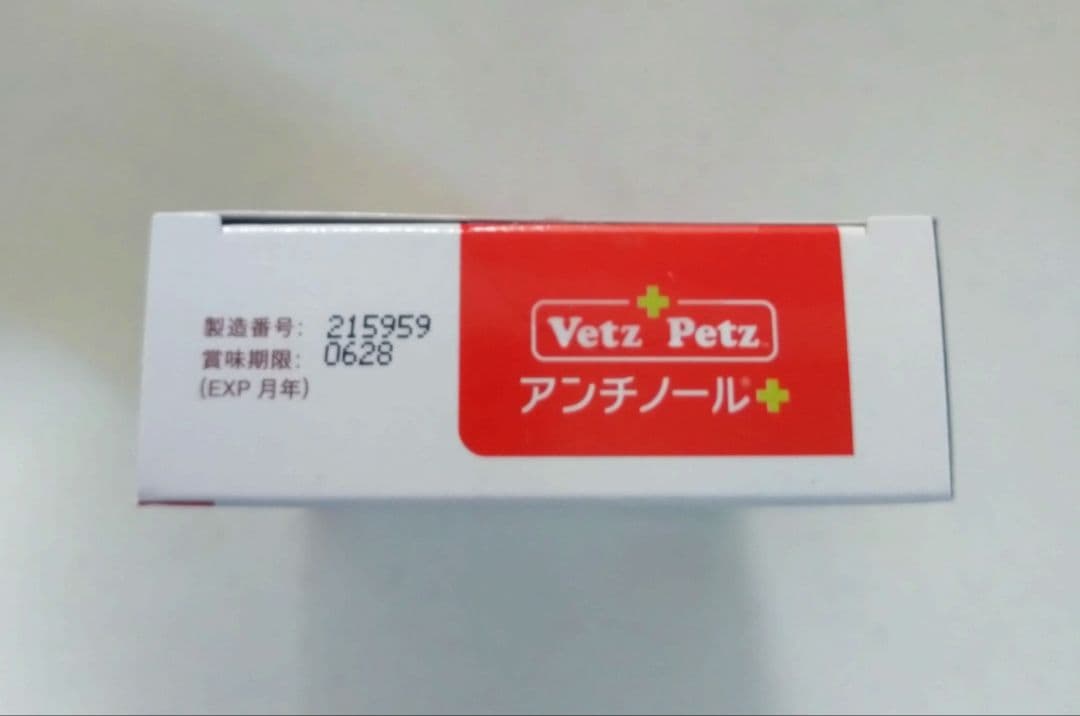 製造番号: 215959
賞味期限: 0628
(EXP 月年)
Vetz Petz™
アンチノール®+